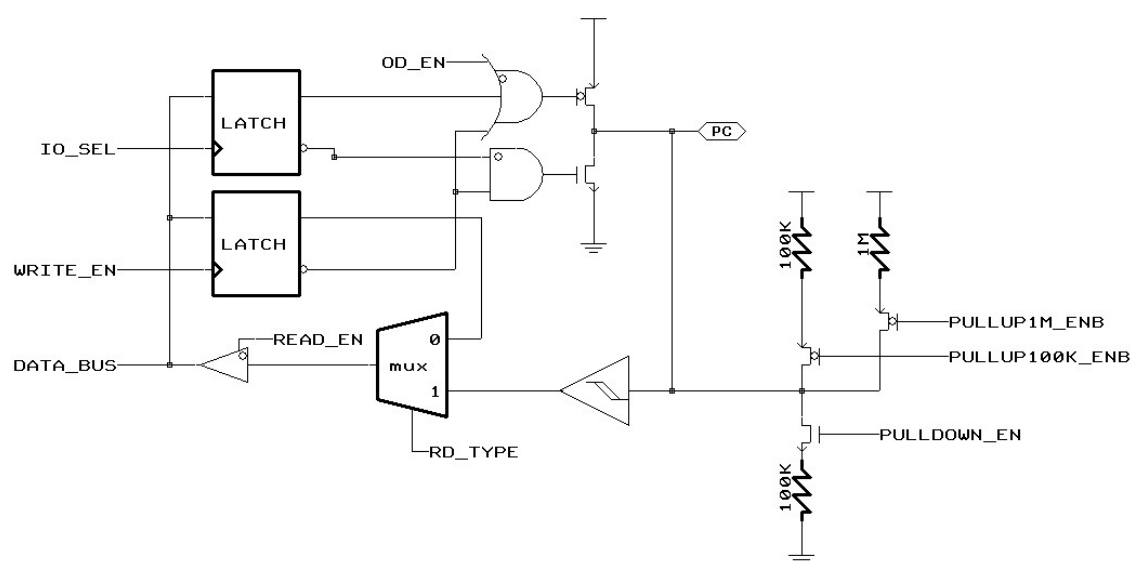 OD_EN
LATCH
PC
IO_SEL
LATCH
100K
1M
WRITE_EN
PULLUP1M_ENB
READ_EN
0
PULLUP100K_ENB
DATA_BUS
mux
1
PULLDOWN_EN
RD_TYPE
100K